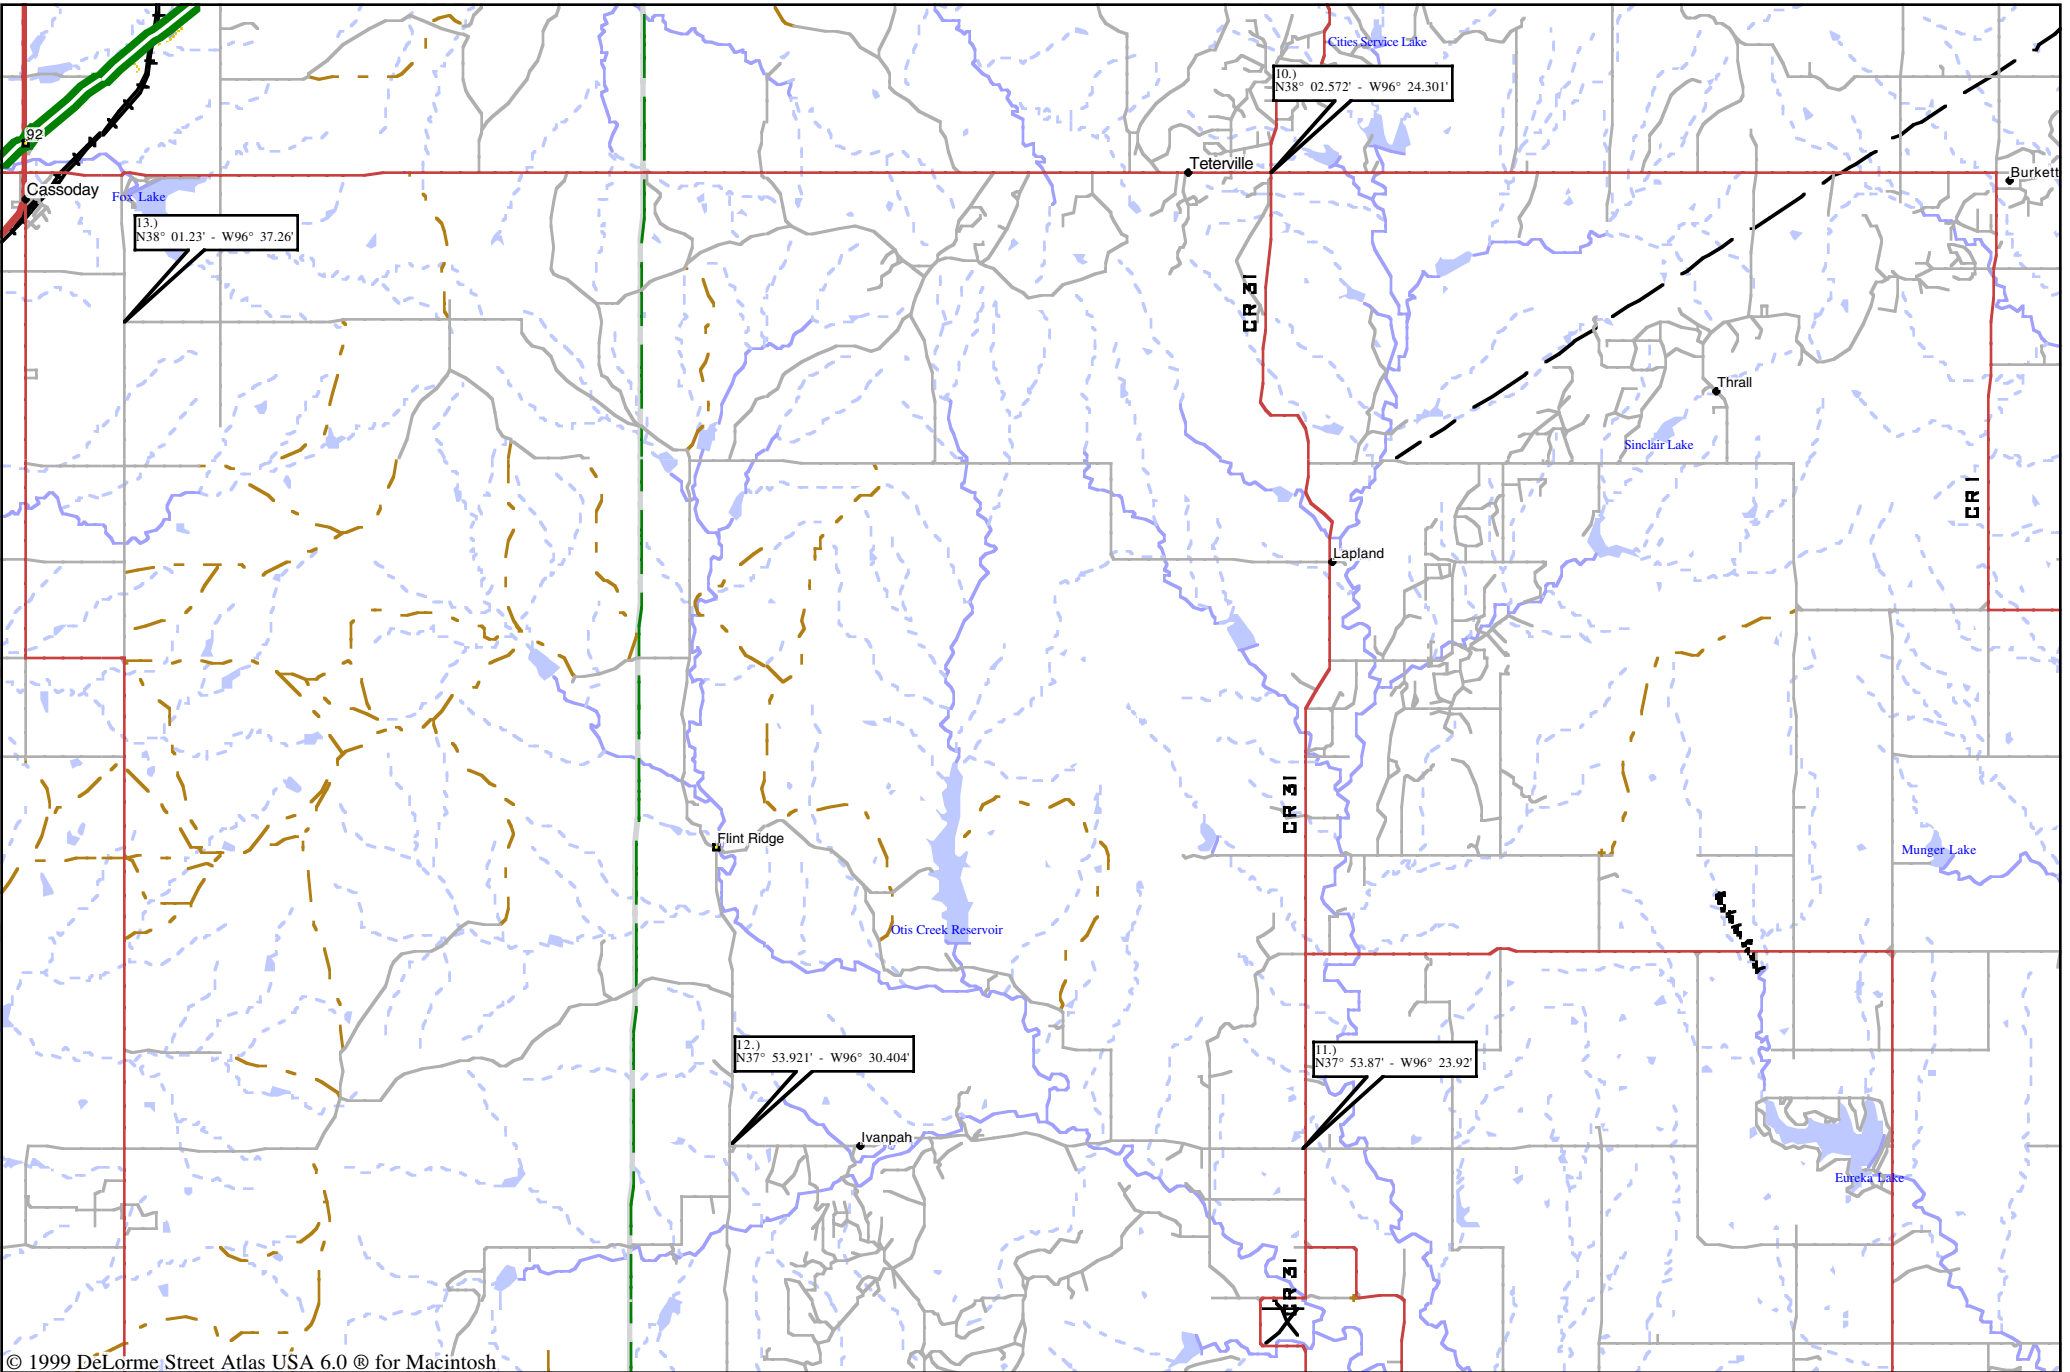 Cities Service Lake
10.)
N38° 02.572' - W96° 24.301'
92
Teterville
Burkett
Cassoday
Fox Lake
13.)
N38° 01.23' - W96° 37.26'
CR 31
Thrall
Sinclair Lake
CR 1
Lapland
CR 31
Flint Ridge
Munger Lake
Otis Creek Reservoir
12.)
N37° 53.921' - W96° 30.404'
11.)
N37° 53.87' - W96° 23.92'
Ivanpah
Eureka Lake
CR 31
© 1999 DeLorme Street Atlas USA 6.0 ® for Macintosh